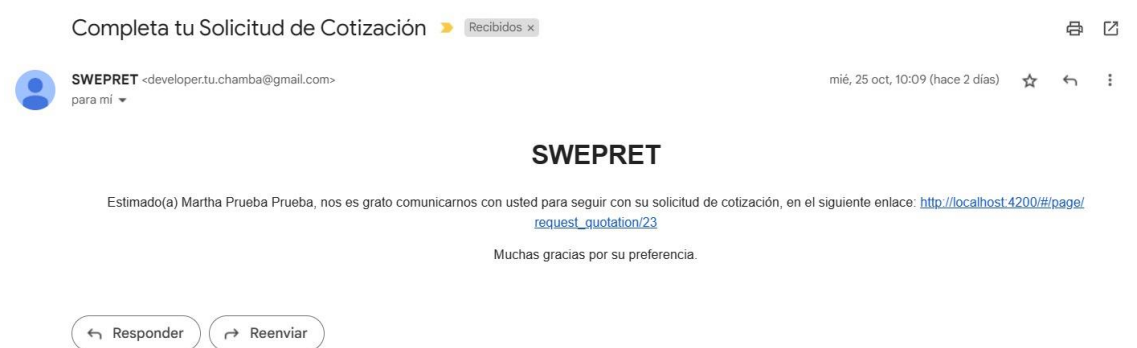 Completa tu Solicitud de Cotización Recibidos ×
SWEPRET <developer.tu.chamba@gmail.com> mié, 25 oct, 10:09 (hace 2 días)
para mí
SWEPRET
Estimado(a) Martha Prueba Prueba, nos es grato comunicarnos con usted para seguir con su solicitud de cotización, en el siguiente enlace: http://localhost:4200/#/page/
request_quotation/23
Muchas gracias por su preferencia.
Responder Reenviar